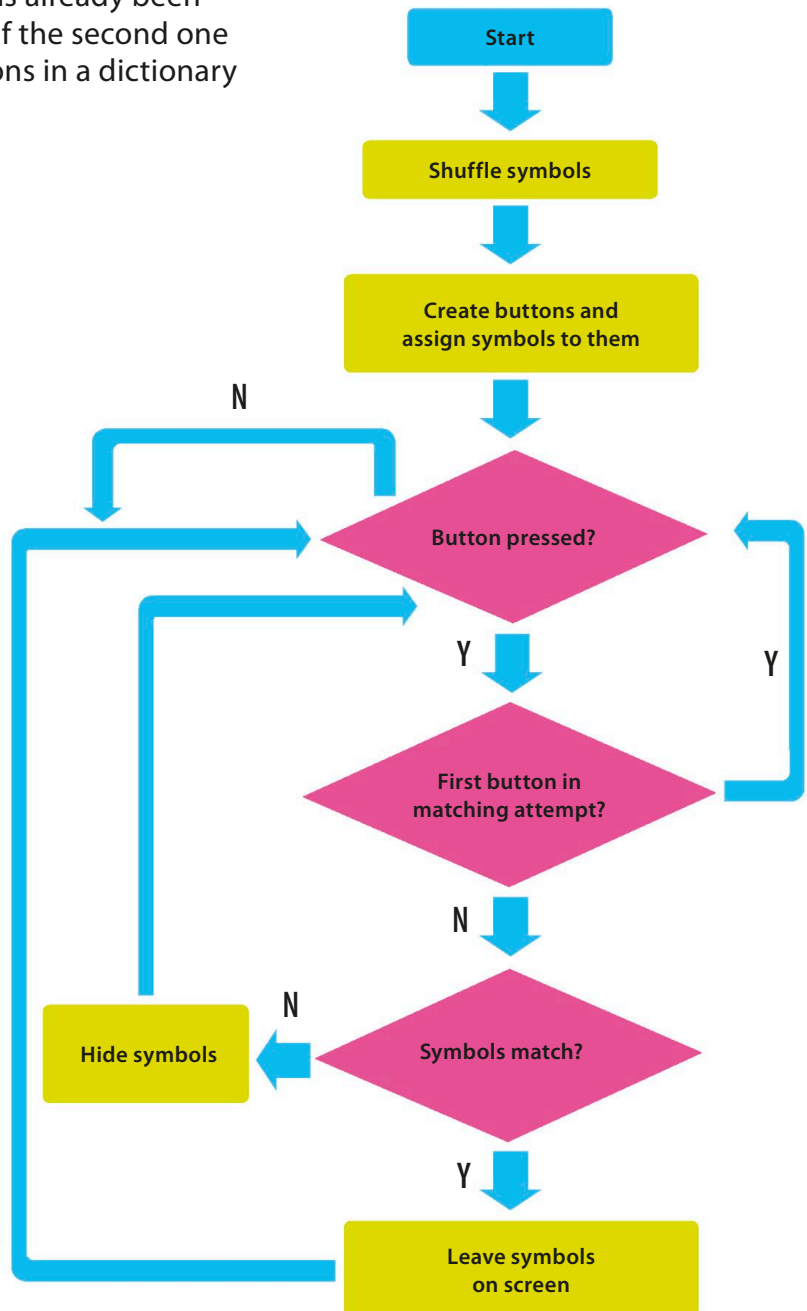 is already been
f the second one
ons in a dictionary
Start
Shuffle symbols
Create buttons and
assign symbols to them
N
Button pressed?
Y
Y
First button in
matching attempt?
N
N
Hide symbols
Symbols match?
Y
Leave symbols
on screen